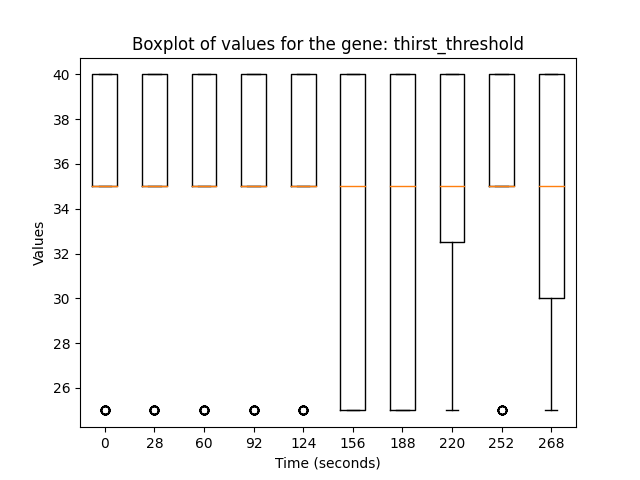 Boxplot of values for the gene: thirst_threshold
40
38
36
34
32
30
28
26
Values
0 28 60 92 124 156 188 220 252 268
Time (seconds)